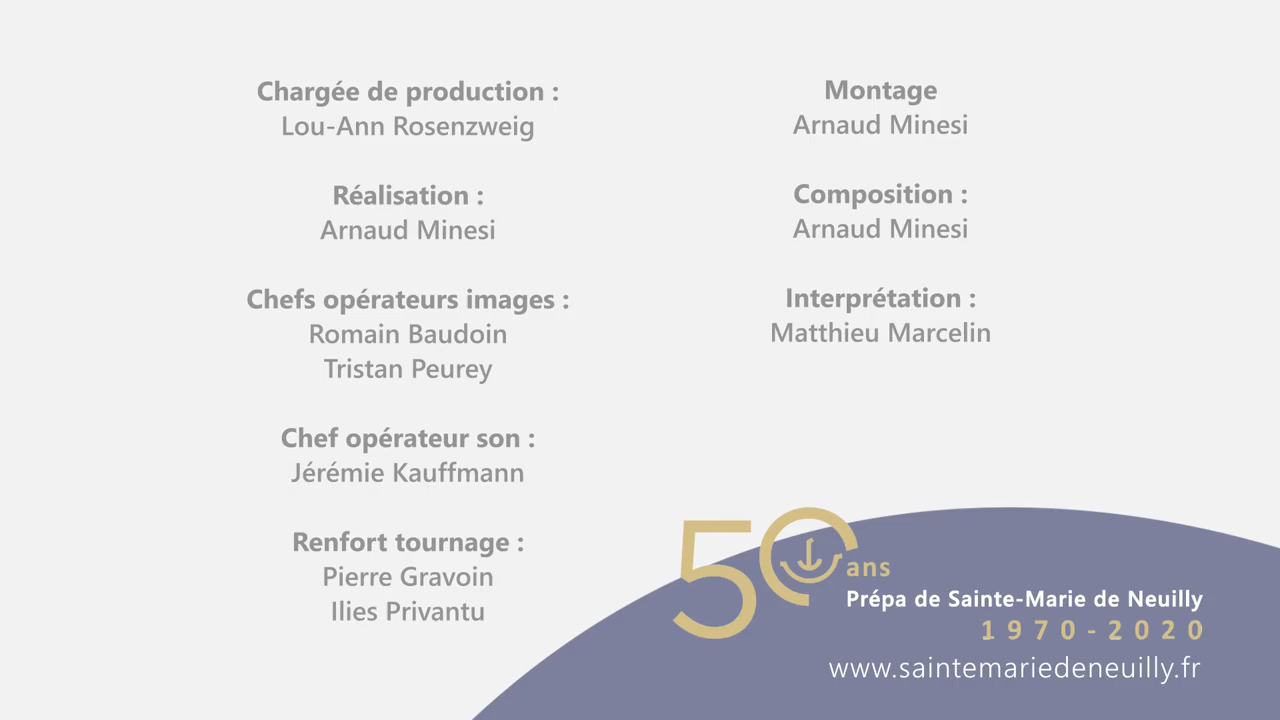 Chargée de production :
Lou-Ann Rosenzweig
Réalisation :
Arnaud Minesi
Chefs opérateurs images :
Romain Baudoin
Tristan Peurey
Chef opérateur son :
Jérémie Kauffmann
Renfort tournage :
Pierre Gravoin
Ilies Privantu
Montage
Arnaud Minesi
Composition :
Arnaud Minesi
Interprétation :
Matthieu Marcelin
50 ans
Prépa de Sainte-Marie de Neuilly
1970-2020
www.saintemariedeneuilly.fr